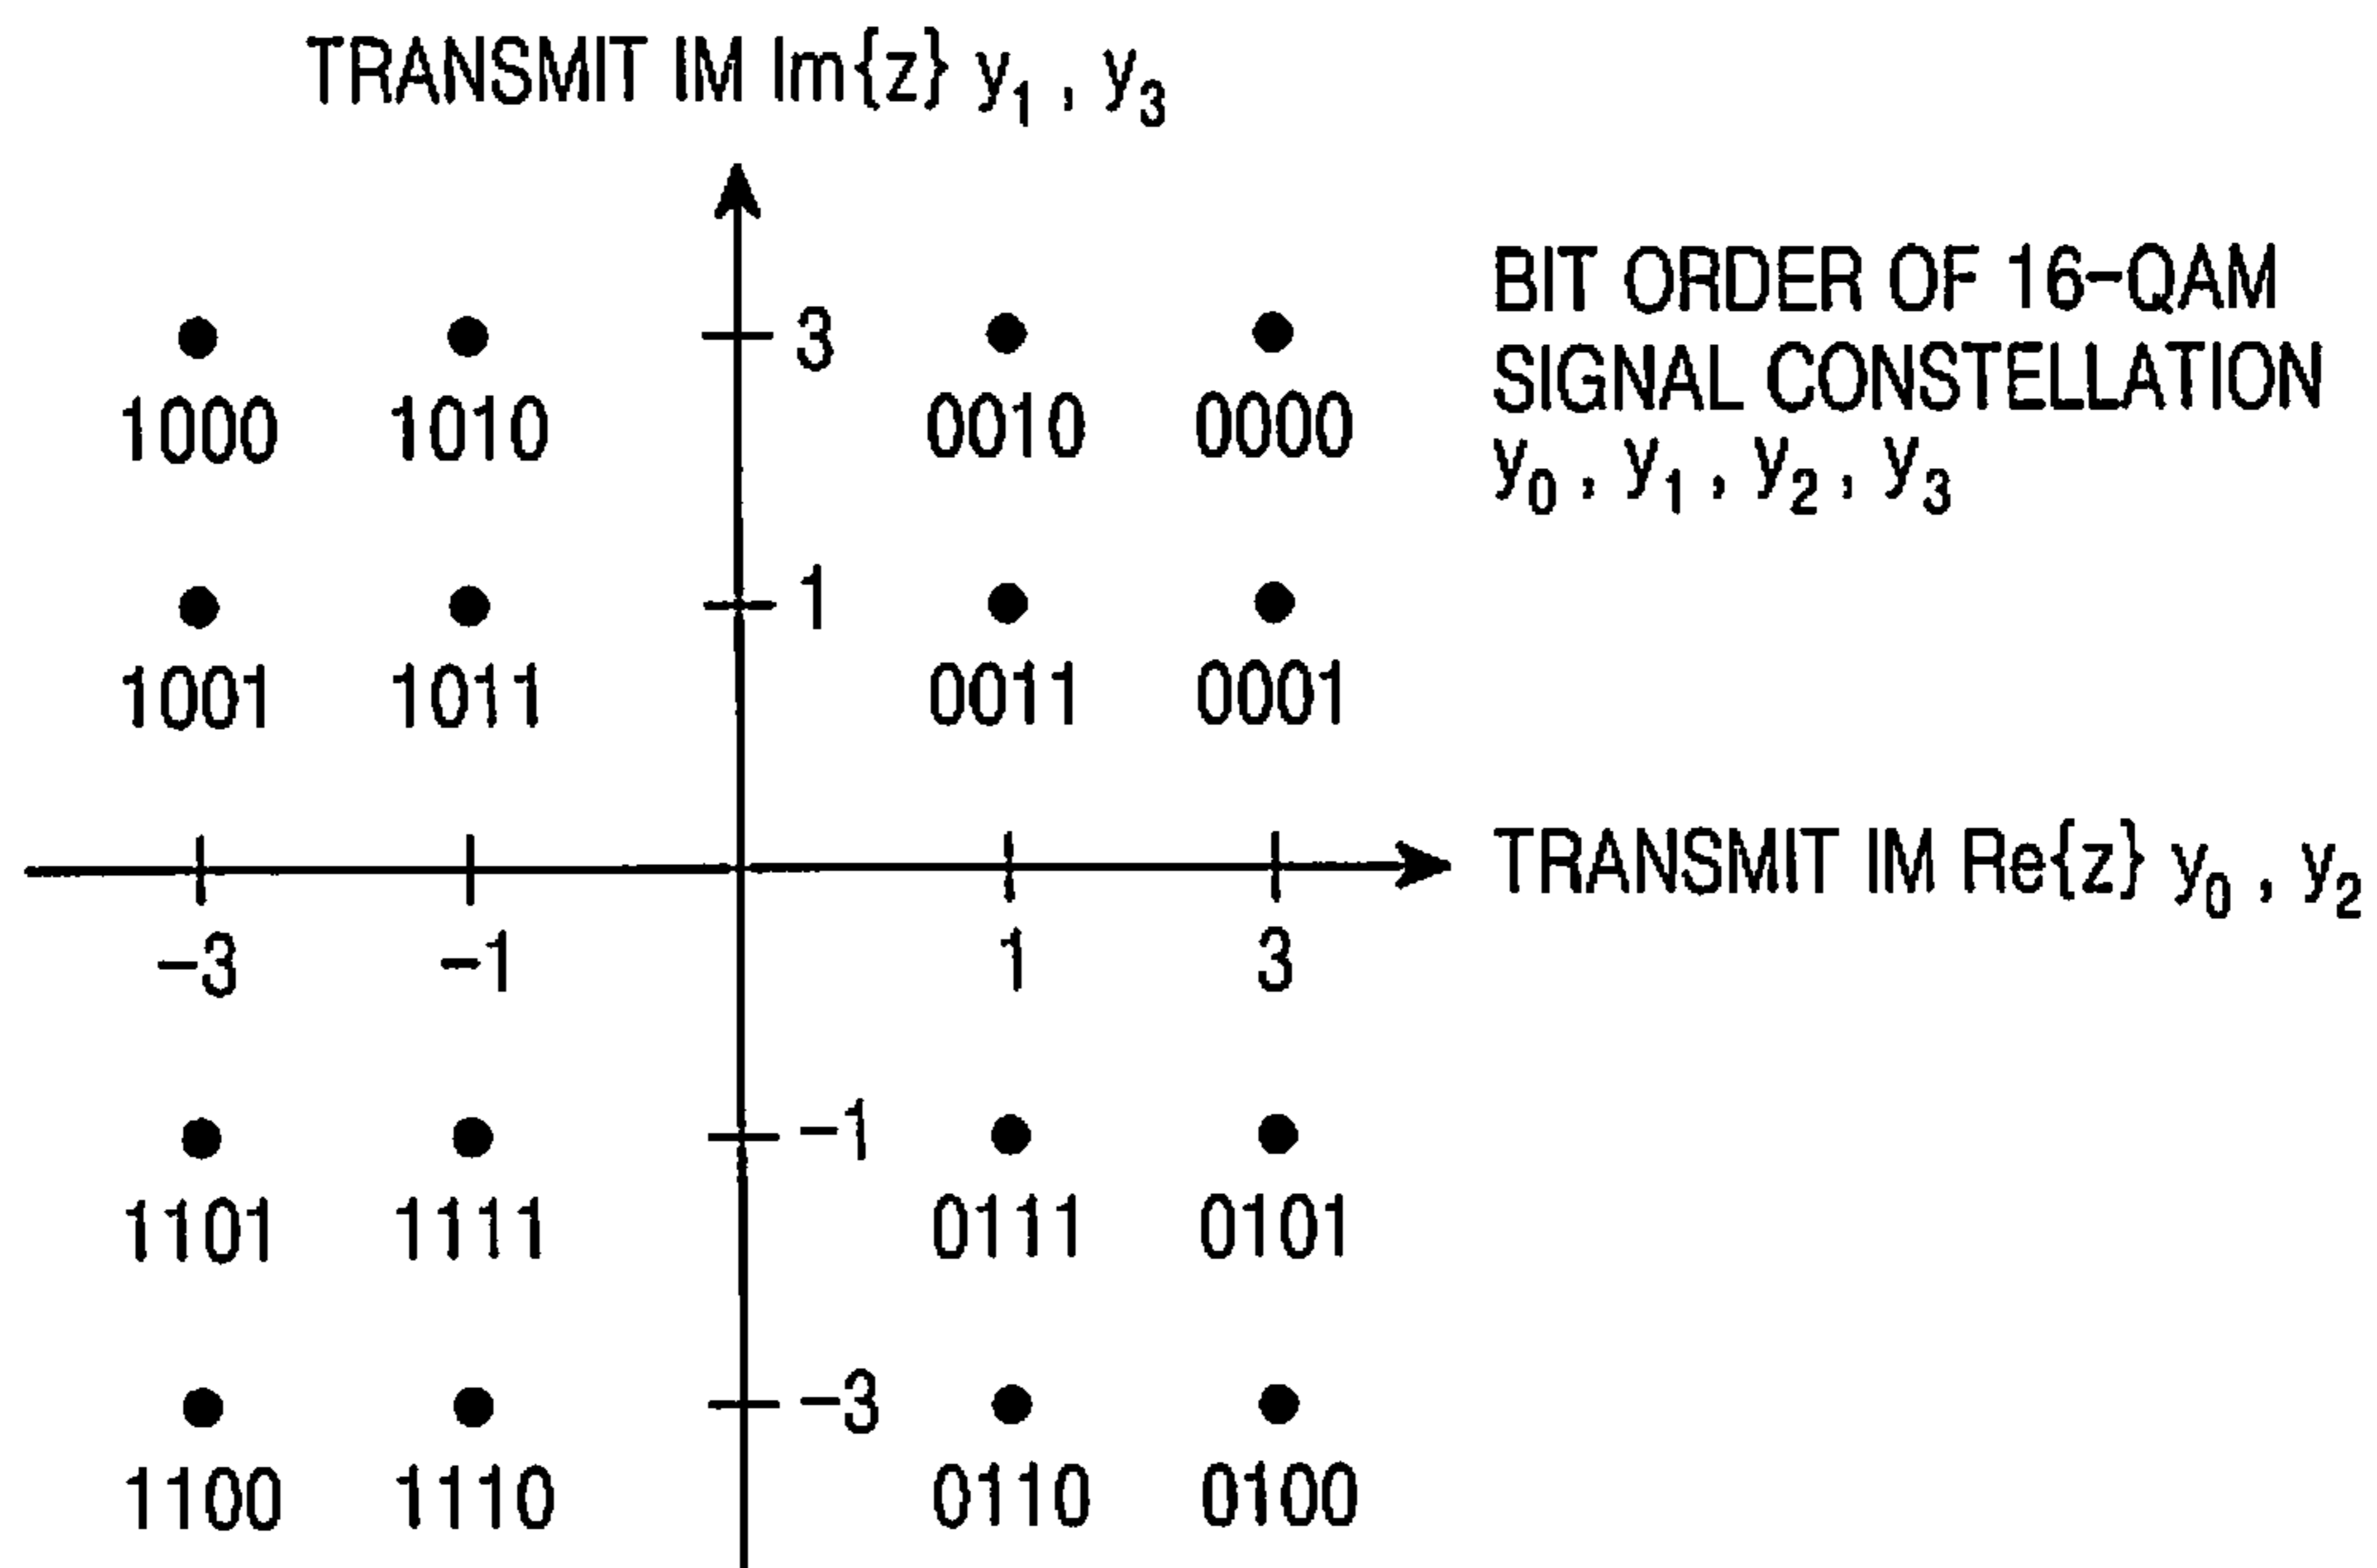 TRANSMIT IM Im{z} y₁ , y₃
BIT ORDER OF 16-QAM
SIGNAL CONSTELLATION
y₀ , y₁ , y₂ , y₃
3
1000 1010 0010 0000
1
1001 1011 0011 0001
TRANSMIT IM Re{z} y₀ , y₂
-3 -1 1 3
-1
1101 1111 0111 0101
-3
1100 1110 0110 0100